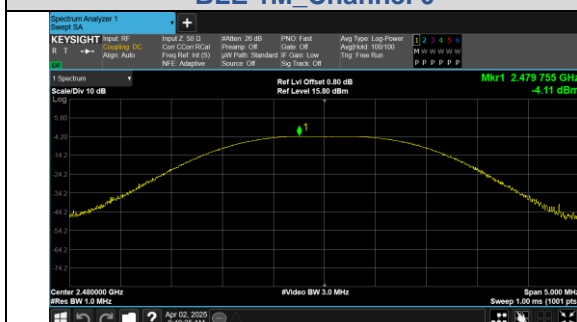 Spectrum Analyzer 1
Swept SA
+
KEYSIGHT Input: RF Input Z: 50 Ω #Atten: 26 dB PNO: Fast Avg Type: Log-Power 1 2 3 4 5 6
R T Coupling: DC Corr CCorr RCal Preamp: Off Gate: Off Avg|Hold: 100/100 M W W W W W
Align: Auto Freq Ref: Int (S) µW Path: Standard IF Gain: Low Trig: Free Run
NFE: Adaptive Source: Off Sig Track: Off P P P P P P
1 Spectrum Ref Lvl Offset 0.80 dB Mkr1 2.479 755 GHz
Scale/Div 10 dB Ref Level 15.80 dBm -4.11 dBm
Log
5.80
1
-4.20
-14.2
-24.2
-34.2
-44.2
-54.2
-64.2
-74.2
Center 2.480000 GHz #Video BW 3.0 MHz Span 5.000 MHz
#Res BW 1.0 MHz Sweep 1.00 ms (1001 pts
? Apr 02, 2025